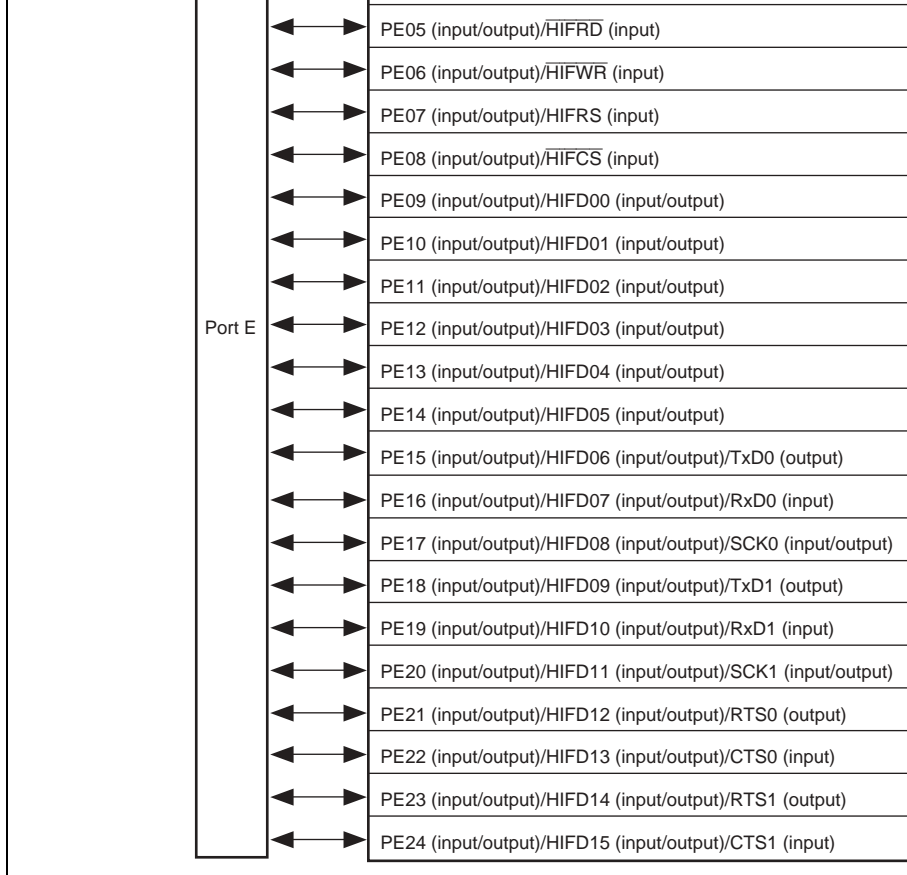 PE05 (input/output)/H̅I̅F̅R̅D̅ (input)
PE06 (input/output)/H̅I̅F̅W̅R̅ (input)
PE07 (input/output)/HIFRS (input)
PE08 (input/output)/H̅I̅F̅C̅S̅ (input)
PE09 (input/output)/HIFD00 (input/output)
PE10 (input/output)/HIFD01 (input/output)
PE11 (input/output)/HIFD02 (input/output)
Port E
PE12 (input/output)/HIFD03 (input/output)
PE13 (input/output)/HIFD04 (input/output)
PE14 (input/output)/HIFD05 (input/output)
PE15 (input/output)/HIFD06 (input/output)/TxD0 (output)
PE16 (input/output)/HIFD07 (input/output)/RxD0 (input)
PE17 (input/output)/HIFD08 (input/output)/SCK0 (input/output)
PE18 (input/output)/HIFD09 (input/output)/TxD1 (output)
PE19 (input/output)/HIFD10 (input/output)/RxD1 (input)
PE20 (input/output)/HIFD11 (input/output)/SCK1 (input/output)
PE21 (input/output)/HIFD12 (input/output)/RTS0 (output)
PE22 (input/output)/HIFD13 (input/output)/CTS0 (input)
PE23 (input/output)/HIFD14 (input/output)/RTS1 (output)
PE24 (input/output)/HIFD15 (input/output)/CTS1 (input)